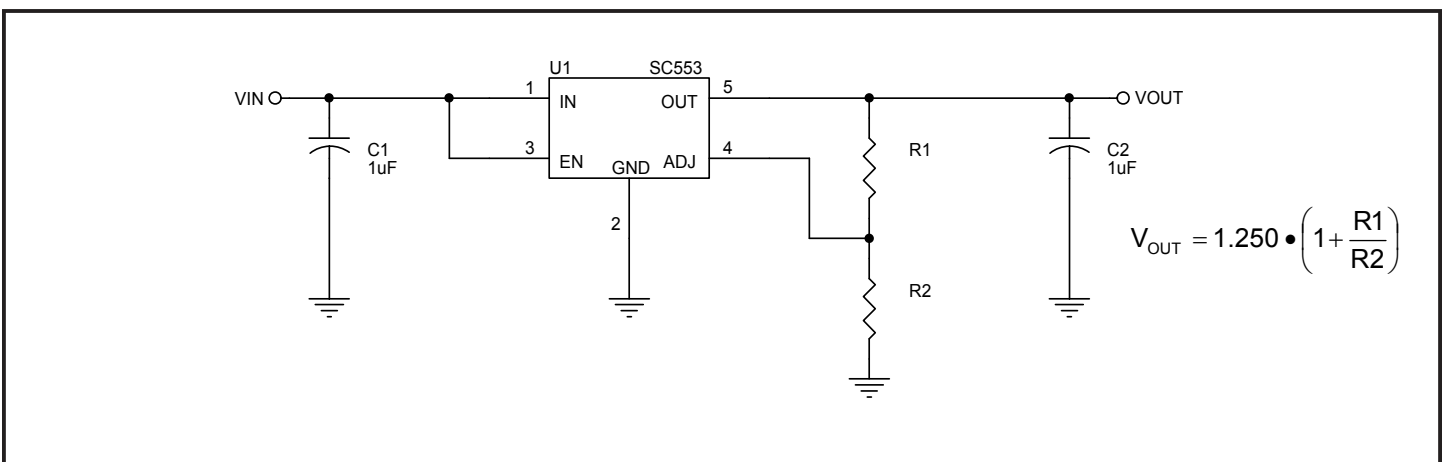 U1 SC553
VIN
1
IN
OUT
5
VOUT
3
EN
GND
ADJ
4
2
C1
1uF
R1
C2
1uF
V_OUT = 1.250 • (1 + R1/R2)
R2